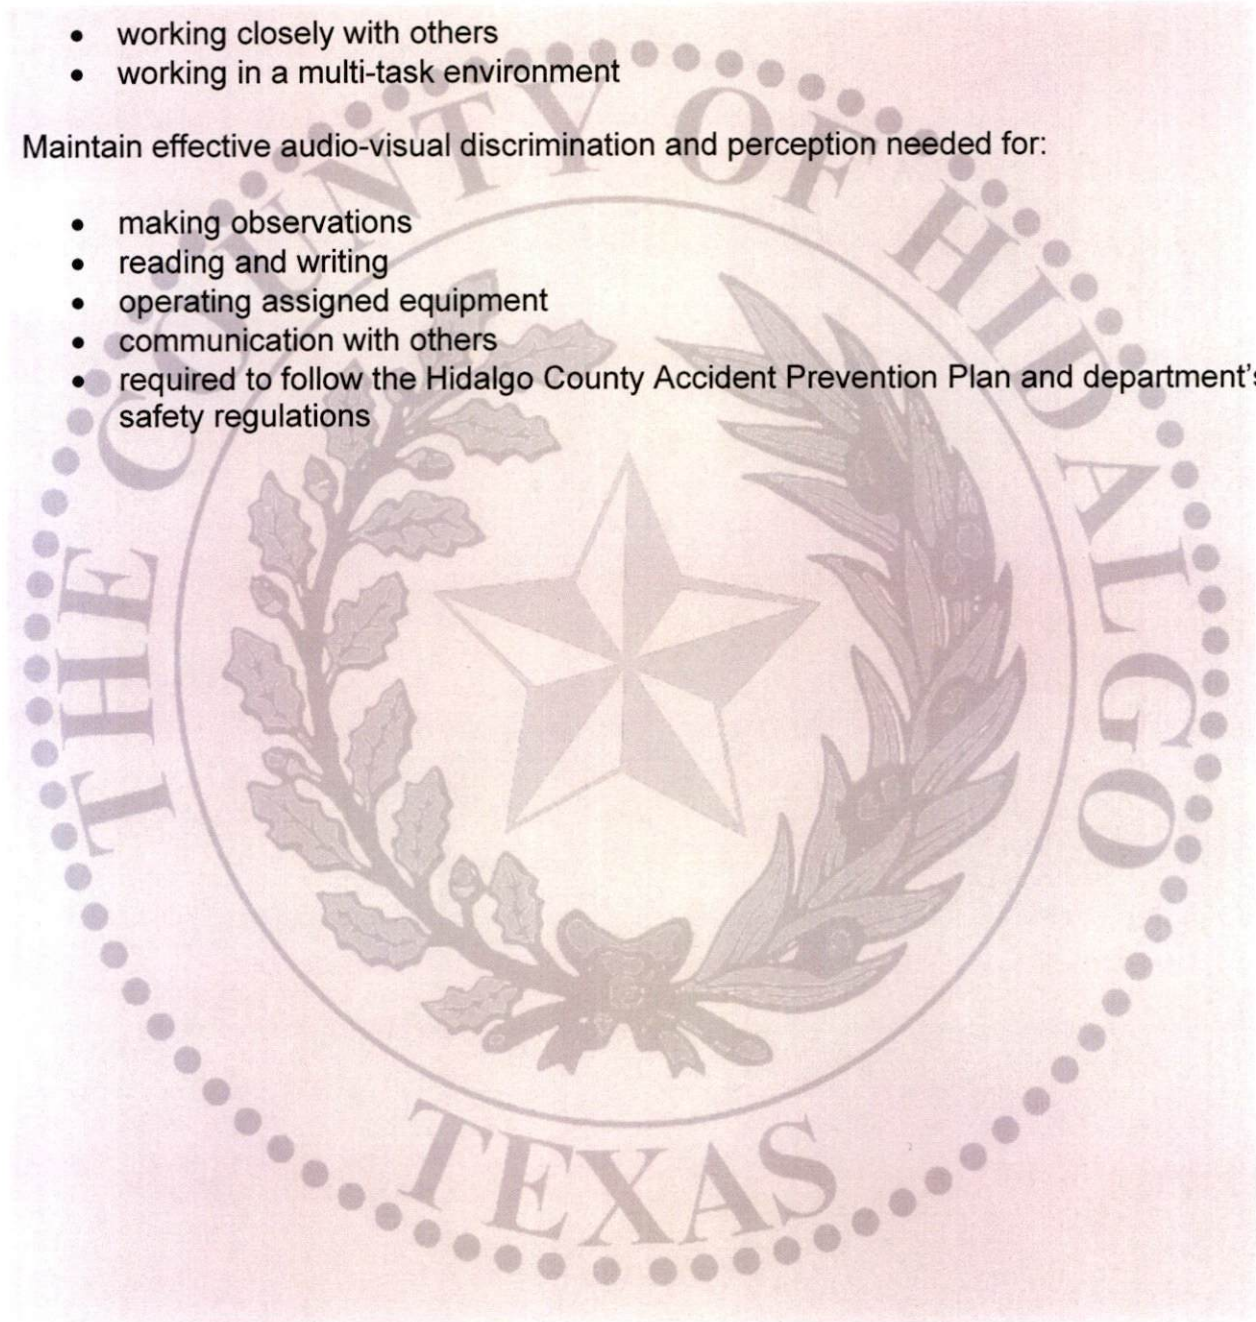 • working closely with others
• working in a multi-task environment
Maintain effective audio-visual discrimination and perception needed for:
• making observations
• reading and writing
• operating assigned equipment
• communication with others
• required to follow the Hidalgo County Accident Prevention Plan and department's
safety regulations
THE COUNTY OF HIDALGO
TEXAS